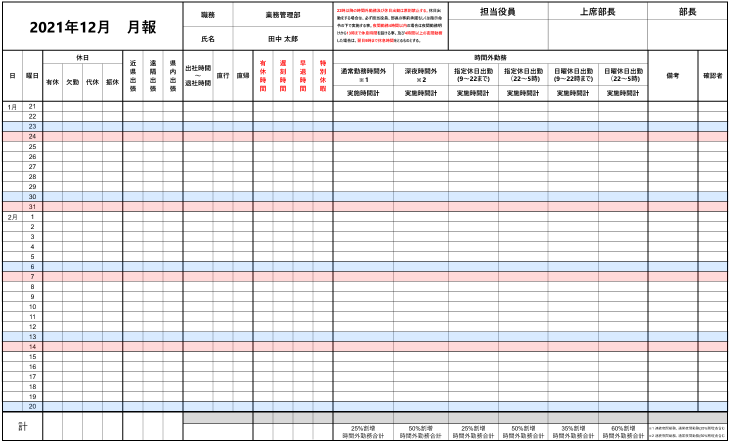 2021年12月　月報
職務
業務管理部
氏名
田中 太郎
担当役員
上席部長
部長
日
曜日
休日
有休
欠勤
代休
振休
近県出張
遠隔出張
県内出張
出社時間
～
退社時間
直行
直帰
有休時間
遅刻時間
早退時間
特別休暇
時間外勤務
通常勤務時間外
※1
深夜時間外
※2
指定休日出勤
(9～22まで)
指定休日出勤
(22～5時)
日曜休日出勤
(9～22時まで)
日曜休日出勤
(22～5時)
実施時間計
実施時間計
実施時間計
実施時間計
実施時間計
実施時間計
備考
確認者
1月 21
22
23
24
25
26
27
28
29
30
31
2月 1
2
3
4
5
6
7
8
9
10
11
12
13
14
15
16
17
18
19
20
計
25%割増
時間外勤務合計
50%割増
時間外勤務合計
25%割増
時間外勤務合計
50%割増
時間外勤務合計
35%割増
時間外勤務合計
60%割増
時間外勤務合計